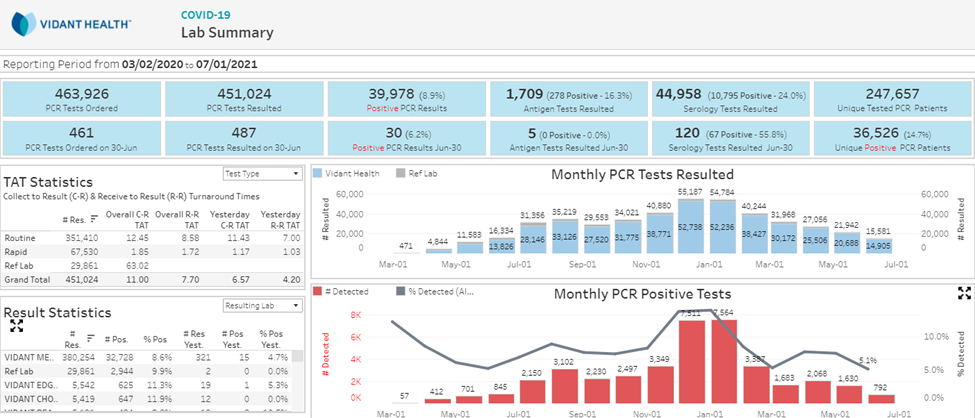 VIDANT HEALTH
COVID-19
Lab Summary
Reporting Period from 03/02/2020 to 07/01/2021
463,926
PCR Tests Ordered
451,024
PCR Tests Resulted
39,978 (8.9%)
Positive PCR Results
1,709 (278 Positive - 16.3%)
Antigen Tests Resulted
44,958 (10,795 Positive - 24.0%)
Serology Tests Resulted
247,657
Unique Tested PCR Patients
461
PCR Tests Ordered on 30-Jun
487
PCR Tests Resulted on 30-Jun
30 (6.2%)
Positive PCR Results Jun-30
5 (0 Positive - 0.0%)
Antigen Tests Resulted Jun-30
120 (67 Positive - 55.8%)
Serology Tests Resulted Jun-30
36,526 (14.7%)
Unique Positive PCR Patients
TAT Statistics
Test Type
Collect to Result (C-R) & Receive to Result (R-R) Turnaround Times
# Res. Overall C-R TAT Overall R-R TAT Yesterday C-R TAT Yesterday R-R TAT
Routine 351,410 12.45 8.58 11.43 7.00
Rapid 67,530 1.85 1.72 1.17 1.03
Ref Lab 29,861 63.02
Grand Total 451,024 11.00 7.70 6.57 4.20
Result Statistics
Resulting Lab
# Res. # Pos. % Pos # Res Yest. # Pos Yest. % Pos Yest.
VIDANT ME.. 380,254 32,728 8.6% 321 15 4.7%
Ref Lab 29,861 2,944 9.9% 2 0 0.0%
VIDANT EDG.. 5,542 625 11.3% 19 1 5.3%
VIDANT CHO.. 5,419 647 11.9% 12 0 0.0%
Vidant Health Ref Lab
Monthly PCR Tests Resulted
# Resulted
60,000
40,000
20,000
0
471 4,844 11,583 16,334 31,356 35,219 29,553 34,021 40,880 55,187 54,784 40,244 31,968 27,056 21,942 15,581
13,826 28,146 33,126 27,520 31,775 38,771 52,738 52,236 38,427 30,172 25,506 20,688 14,905
60,000
40,000
20,000
0
# Resulted
Mar-01 May-01 Jul-01 Sep-01 Nov-01 Jan-01 Mar-01 May-01 Jul-01
# Detected % Detected (Al...
Monthly PCR Positive Tests
# Detected
8K
6K
4K
2K
0K
57 412 701 845 2,150 3,102 2,230 2,497 3,349 7,511 7,564 3,387 1,683 2,068 1,630 792
5.1%
10.0%
5.0%
0.0%
% Detected
Mar-01 May-01 Jul-01 Sep-01 Nov-01 Jan-01 Mar-01 May-01 Jul-01